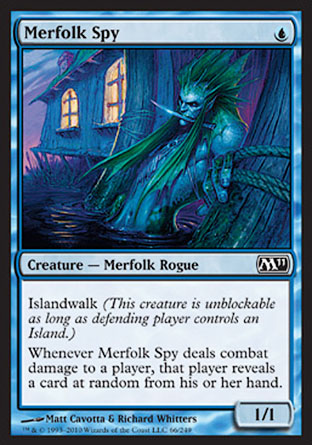 Merfolk Spy
Creature — Merfolk Rogue
M11
Islandwalk (This creature is unblockable
as long as defending player controls an
Island.)
Whenever Merfolk Spy deals combat
damage to a player, that player reveals
a card at random from his or her hand.
Matt Cavotta & Richard Whitters
™ & © 1993–2010 Wizards of the Coast LLC 66/249
1/1